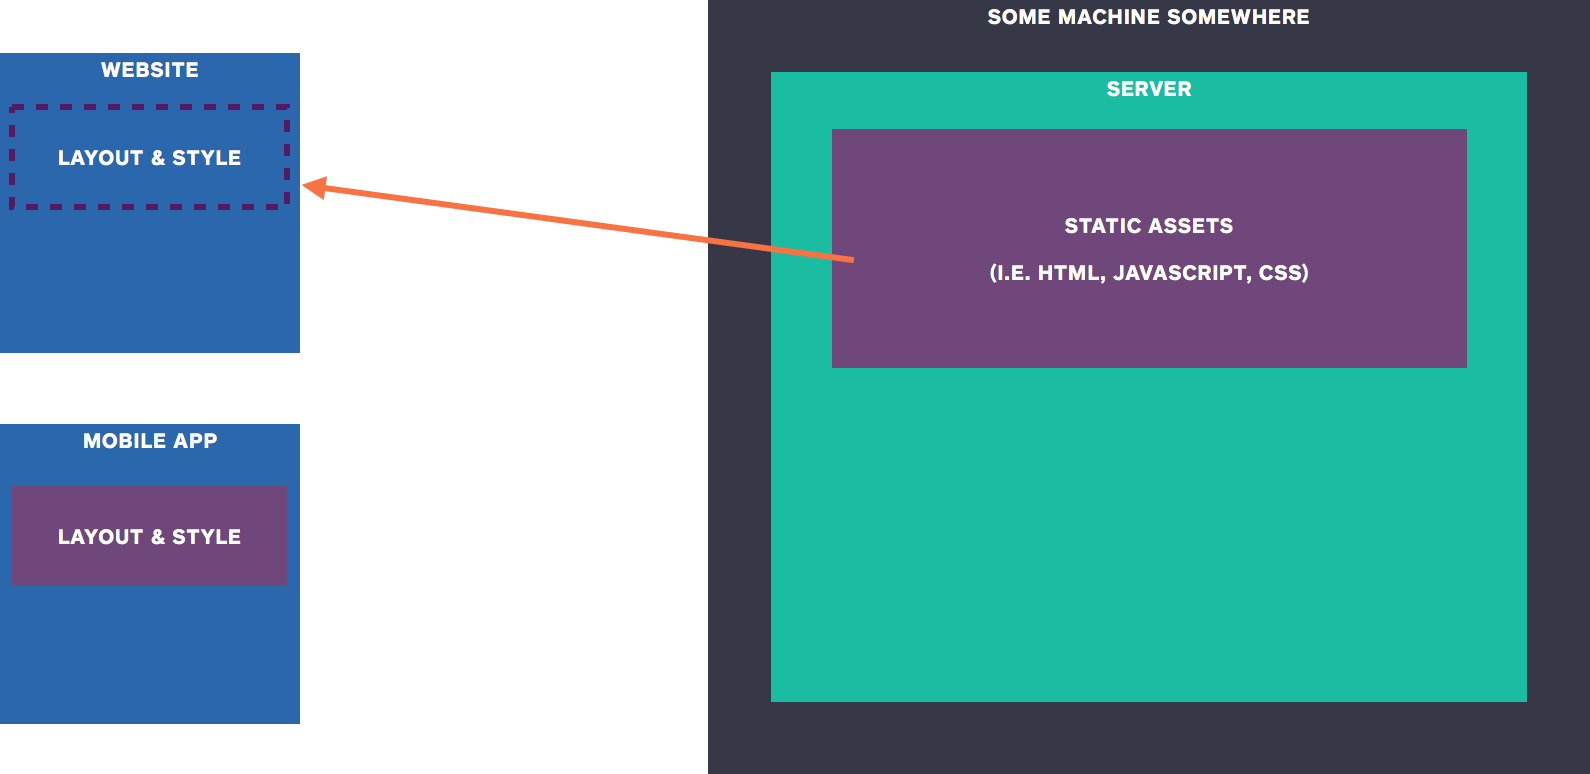 SOME MACHINE SOMEWHERE
WEBSITE
LAYOUT & STYLE
SERVER
STATIC ASSETS
(I.E. HTML, JAVASCRIPT, CSS)
MOBILE APP
LAYOUT & STYLE